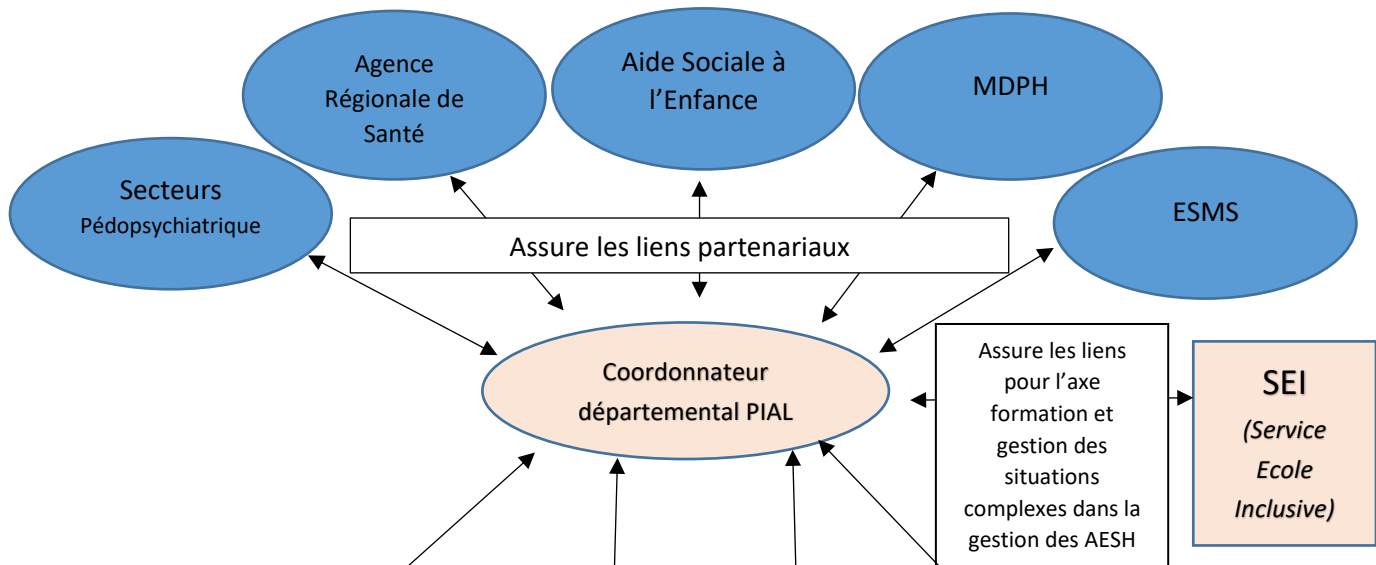 Agence
Régionale de
Santé
Aide Sociale à
l'Enfance
MDPH
Secteurs
Pédopsychiatrique
ESMS
Assure les liens partenariaux
Coordonnateur
départemental PIAL
Assure les liens
pour l'axe
formation et
gestion des
situations
complexes dans la
gestion des AESH
SEI
(Service
Ecole
Inclusive)